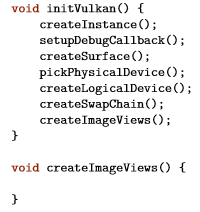 void initVulkan() {
    createInstance();
    setupDebugCallback();
    createSurface();
    pickPhysicalDevice();
    createLogicalDevice();
    createSwapChain();
    createImageViews();
}

void createImageViews() {

}